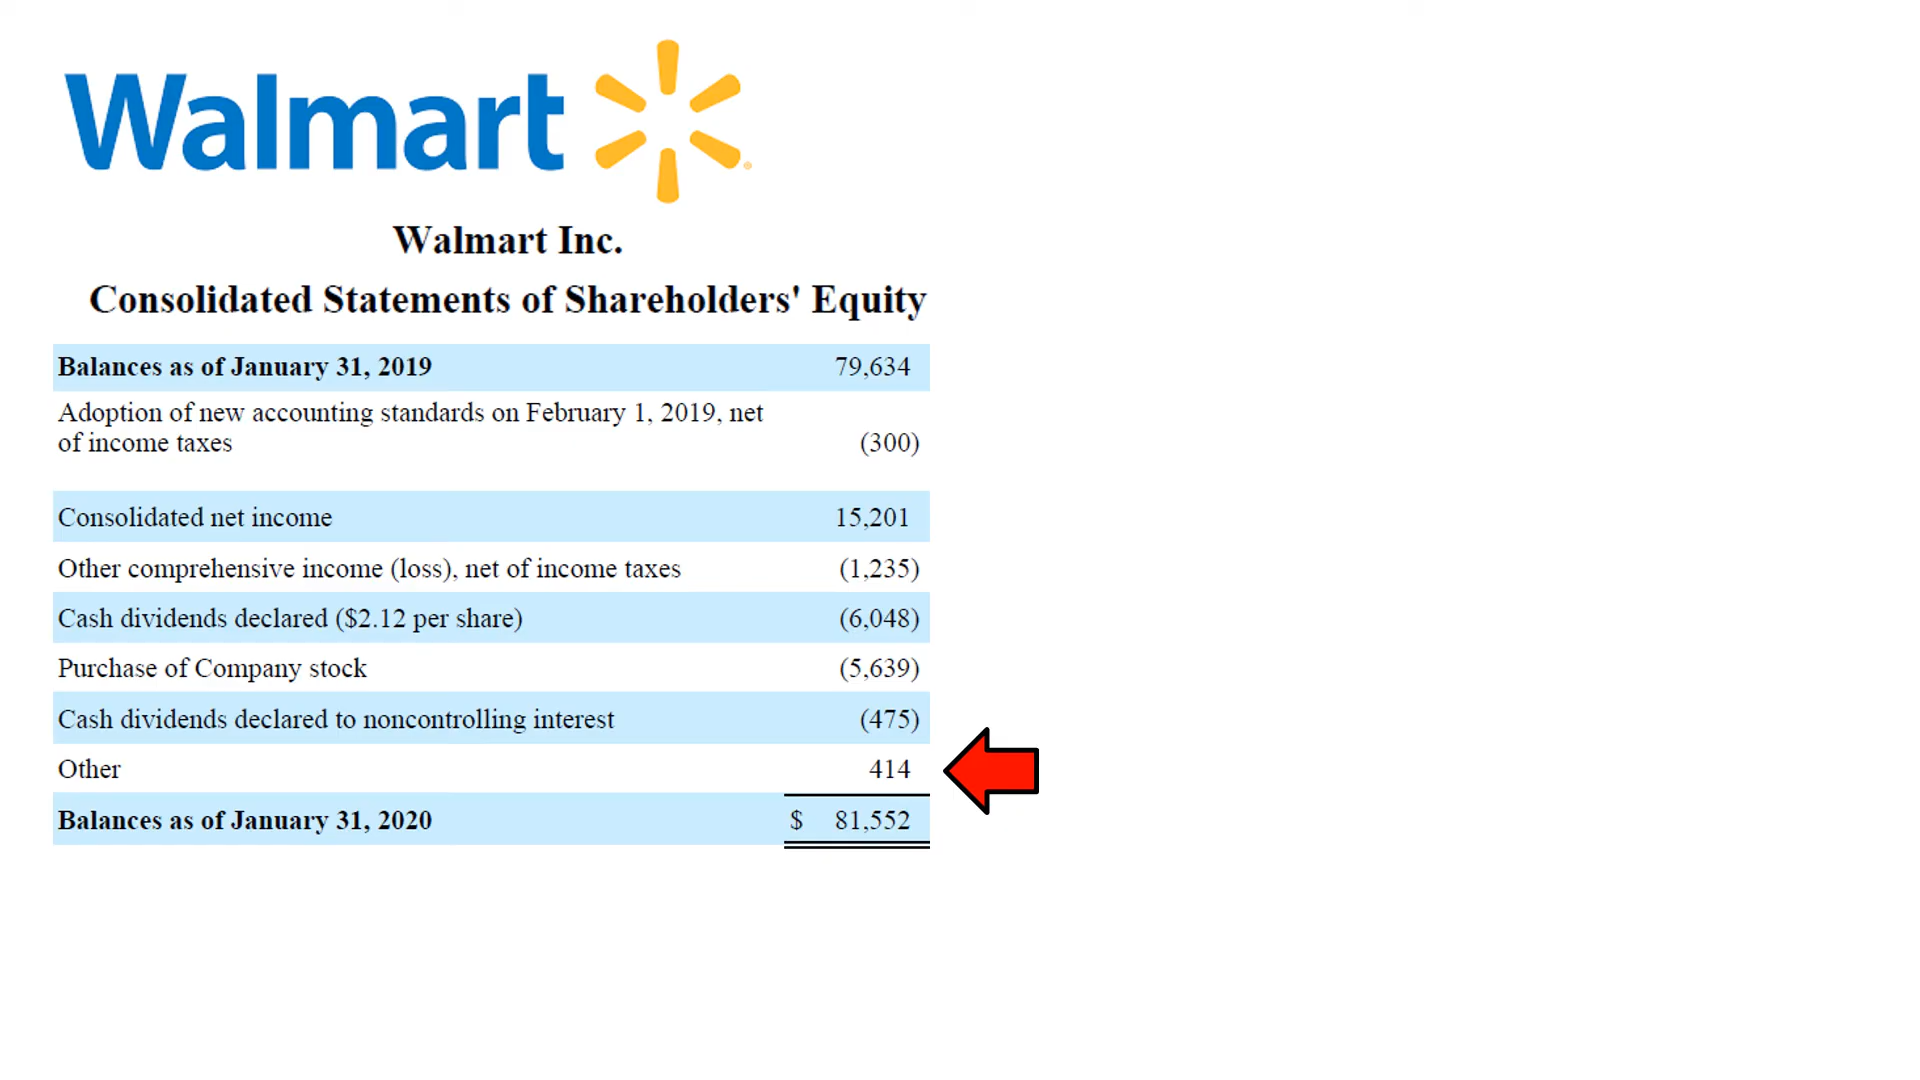 Walmart
Walmart Inc.
Consolidated Statements of Shareholders' Equity
Balances as of January 31, 2019 79,634
Adoption of new accounting standards on February 1, 2019, net
of income taxes (300)
Consolidated net income 15,201
Other comprehensive income (loss), net of income taxes (1,235)
Cash dividends declared ($2.12 per share) (6,048)
Purchase of Company stock (5,639)
Cash dividends declared to noncontrolling interest (475)
Other 414
Balances as of January 31, 2020 $ 81,552